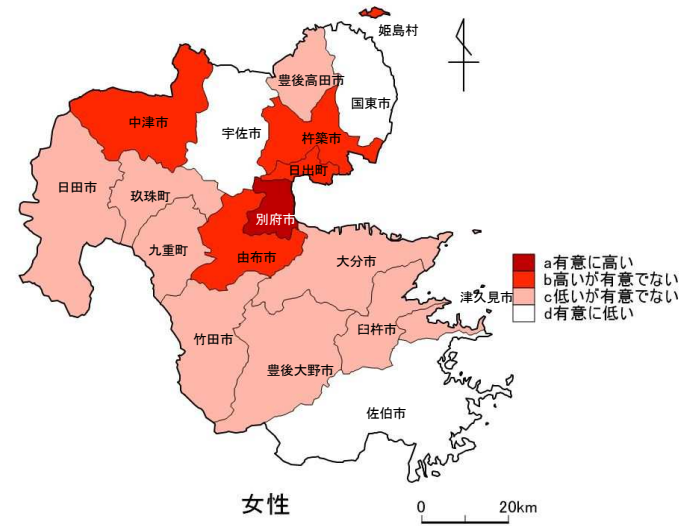 姫島村
豊後高田市
国東市
中津市
宇佐市
杵築市
日出町
日田市
玖珠町
別府市
九重町
由布市
大分市
a有意に高い
b高いが有意でない
c低いが有意でない
d有意に低い
津久見市
臼杵市
竹田市
豊後大野市
佐伯市
女性
0 20km